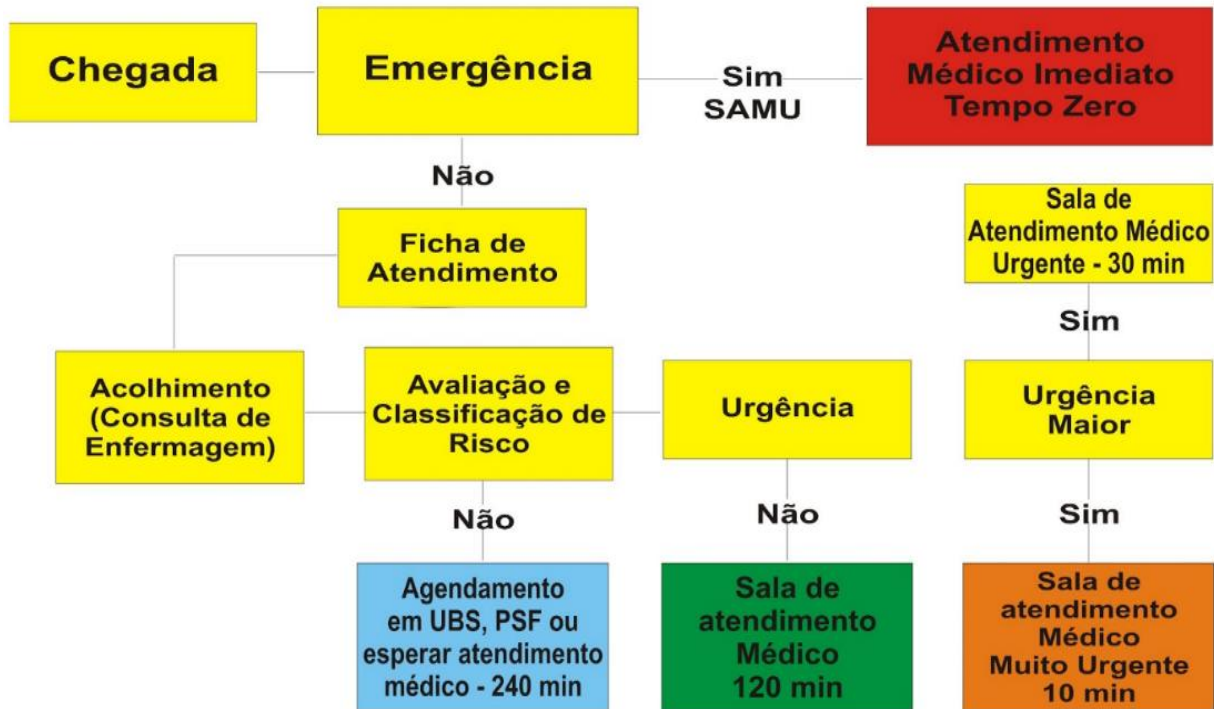 Chegada
Emergência
Sim
SAMU
Atendimento
Médico Imediato
Tempo Zero
Não
Ficha de
Atendimento
Sala de
Atendimento Médico
Urgente - 30 min
Sim
Acolhimento
(Consulta de
Enfermagem)
Avaliação e
Classificação de
Risco
Urgência
Urgência
Maior
Não
Não
Sim
Agendamento
em UBS, PSF ou
esperar atendimento
médico - 240 min
Sala de
atendimento
Médico
120 min
Sala de
atendimento
Médico
Muito Urgente
10 min